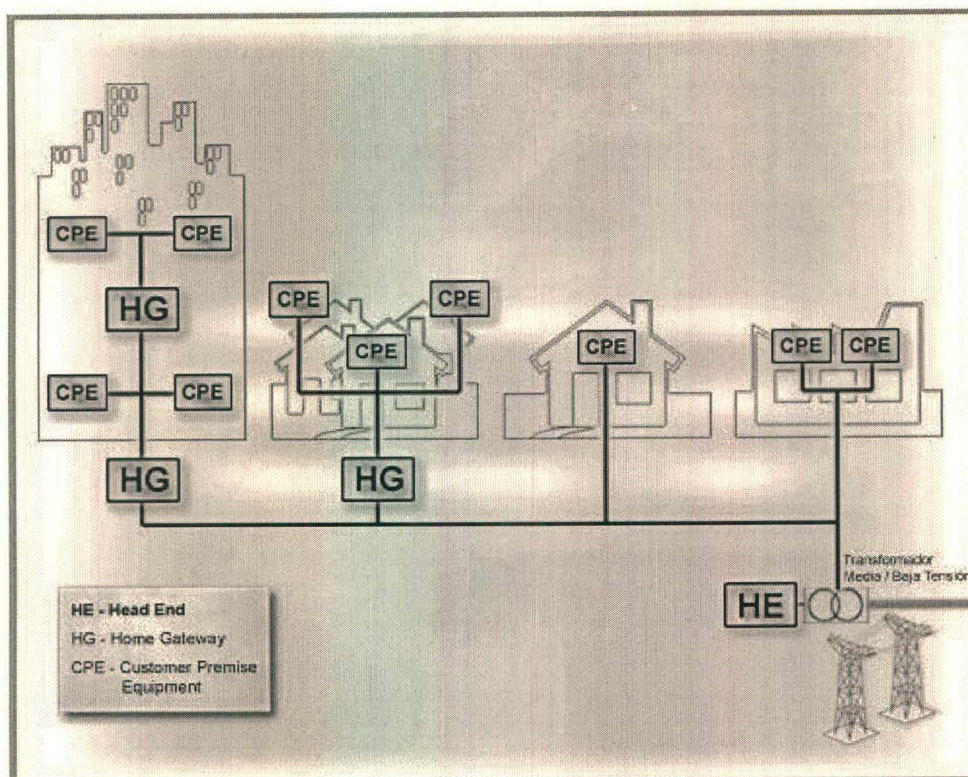 CPE CPE
HG
CPE CPE
HG
CPE CPE
CPE
HG
CPE
CPE CPE
Transformador
Media / Baja Tensión
HE
HE - Head End
HG - Home Gateway
CPE - Customer Premise
Equipment